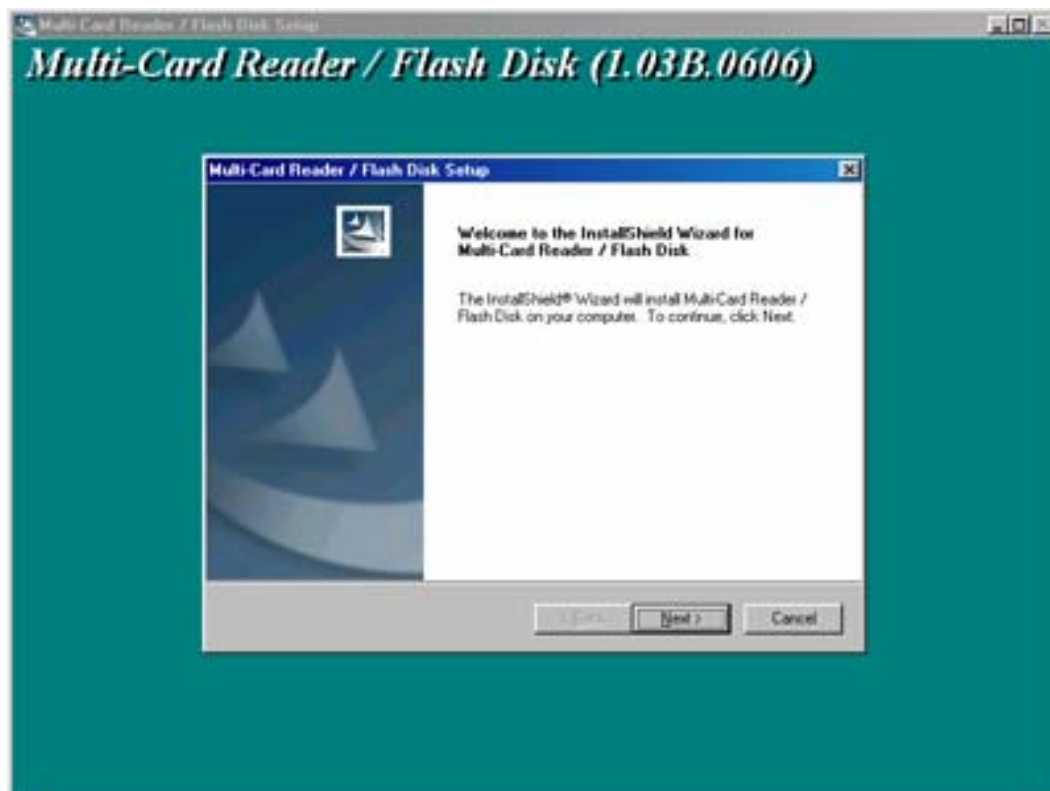 Multi-Card Reader / Flash Disk Setup
Multi-Card Reader / Flash Disk (1.03B.0606)
Multi-Card Reader / Flash Disk Setup
Welcome to the InstallShield Wizard for
Multi-Card Reader / Flash Disk
The InstallShield® Wizard will install Multi-Card Reader /
Flash Disk on your computer. To continue, click Next.
Next >
Cancel